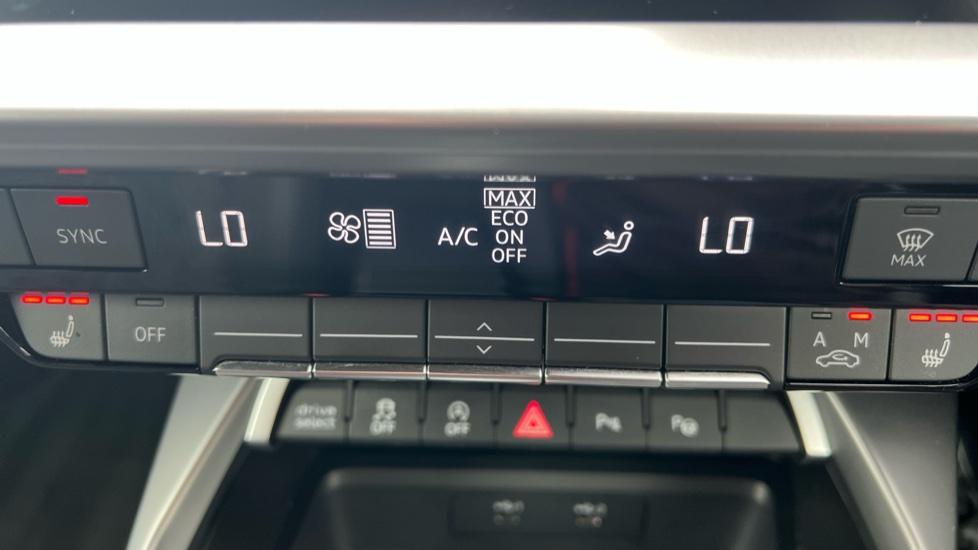 MAX
ECO
SYNC LO A/C ON LO
OFF
MAX
OFF
A M
drive
select
OFF
OFF
P
P